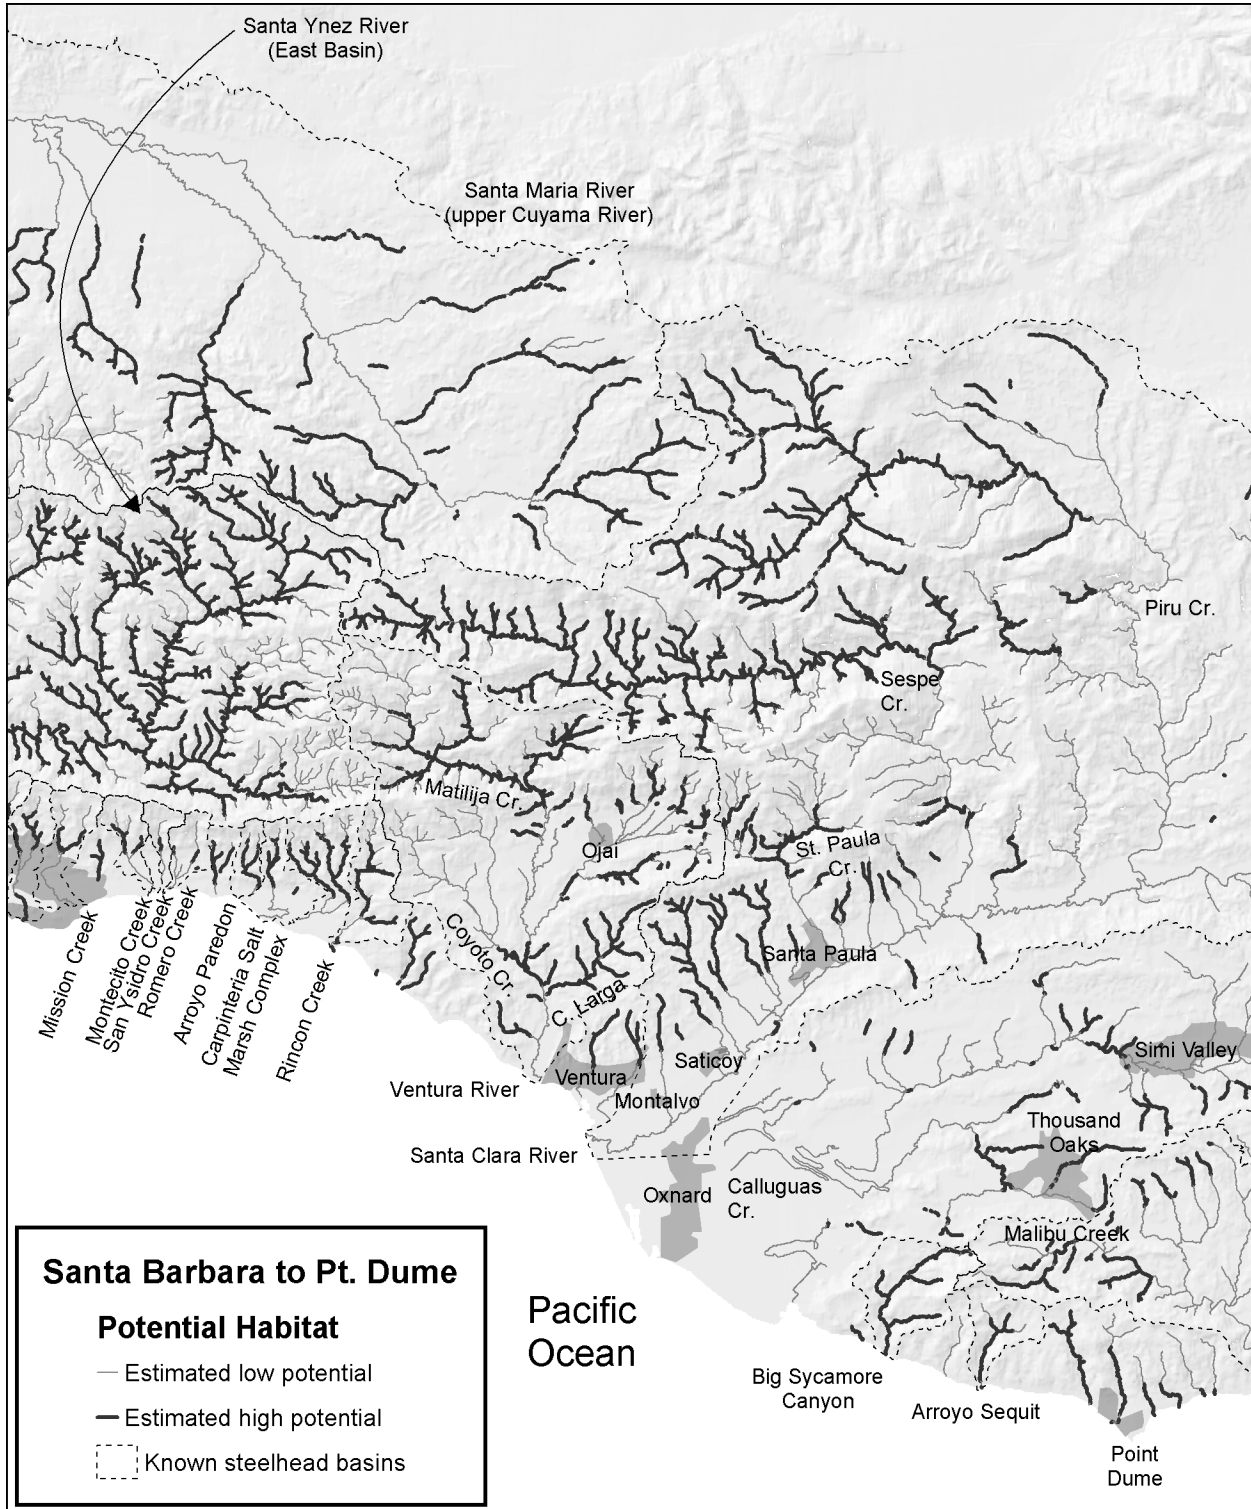 Santa Ynez River
(East Basin)
Santa Maria River
(upper Cuyama River)
Piru Cr.
Sespe
Cr.
Matilija Cr.
Ojai
St. Paula
Cr.
Coyoto Cr.
C. Larga
Santa Paula
Mission Creek
Montecito Creek
San Ysidro Creek
Romero Creek
Arroyo Paredon
Carpinteria Salt
Marsh Complex
Rincon Creek
Saticoy
Simi Valley
Ventura River
Ventura
Montalvo
Thousand
Oaks
Santa Clara River
Oxnard
Calluguas
Cr.
Malibu Creek
Santa Barbara to Pt. Dume
Potential Habitat
Estimated low potential
Estimated high potential
Known steelhead basins
Pacific
Ocean
Big Sycamore
Canyon
Arroyo Sequit
Point
Dume